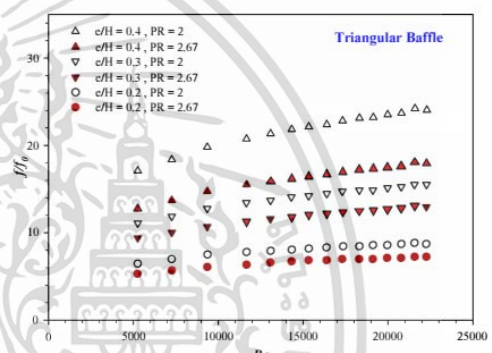 Triangular Baffle
e/H = 0.4 , PR = 2
e/H = 0.4 , PR = 2.67
e/H = 0.3 , PR = 2
e/H = 0.3 , PR = 2.67
e/H = 0.2 , PR = 2
e/H = 0.2 , PR = 2.67
30
20
10
0
f/f₀
0 5000 10000 15000 20000 25000